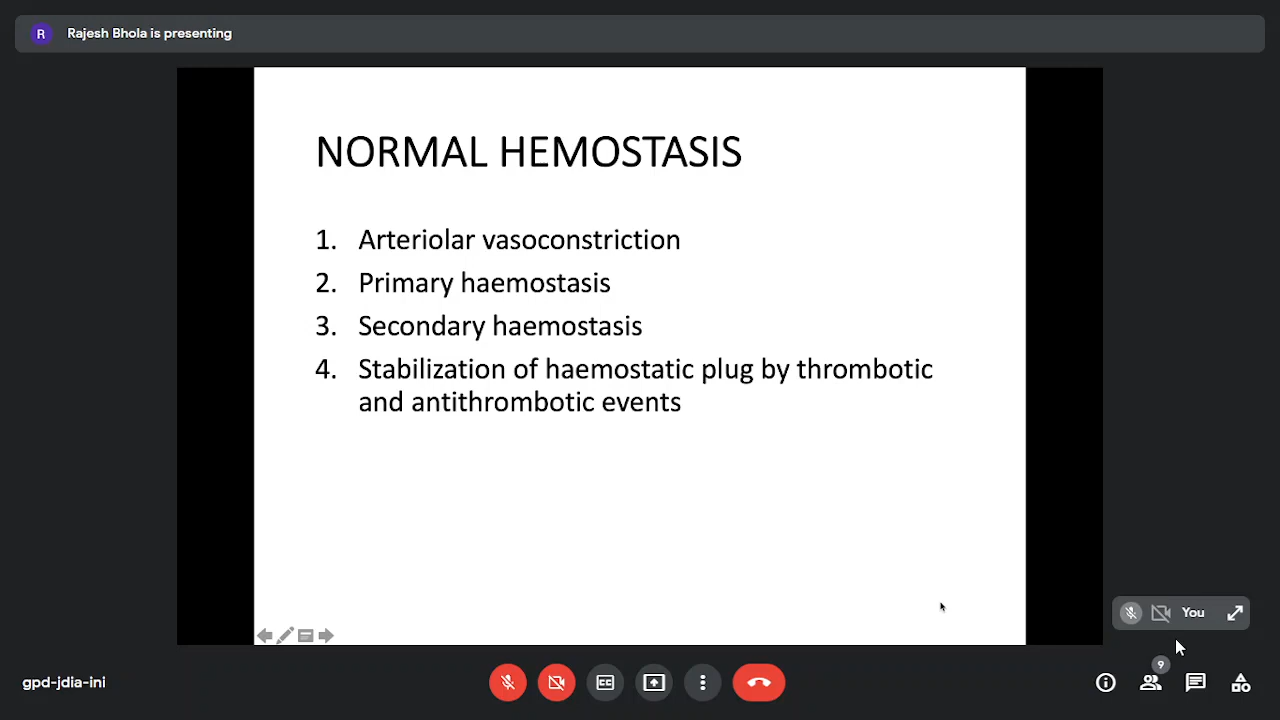 R Rajesh Bhola is presenting
NORMAL HEMOSTASIS
1. Arteriolar vasoconstriction
2. Primary haemostasis
3. Secondary haemostasis
4. Stabilization of haemostatic plug by thrombotic
and antithrombotic events
You
9
gpd-jdia-ini
CC